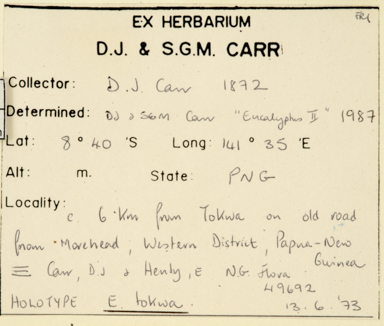 EX HERBARIUM
D.J. & S.G.M. CARR
Collector: D.J. Carr 1872
Determined: DJ & SGM Carr "Eucalyptus II" 1987
Lat: 8° 40 'S Long: 141° 35 'E
Alt: m. State: PNG
Locality: c 6 km from Tokwa on old road
from Morehead, Western District, Papua-New
Guinea
≡ Carr, DJ & Henty, E NG Flora
49692
HOLOTYPE E. tokwa. 13.6.'73